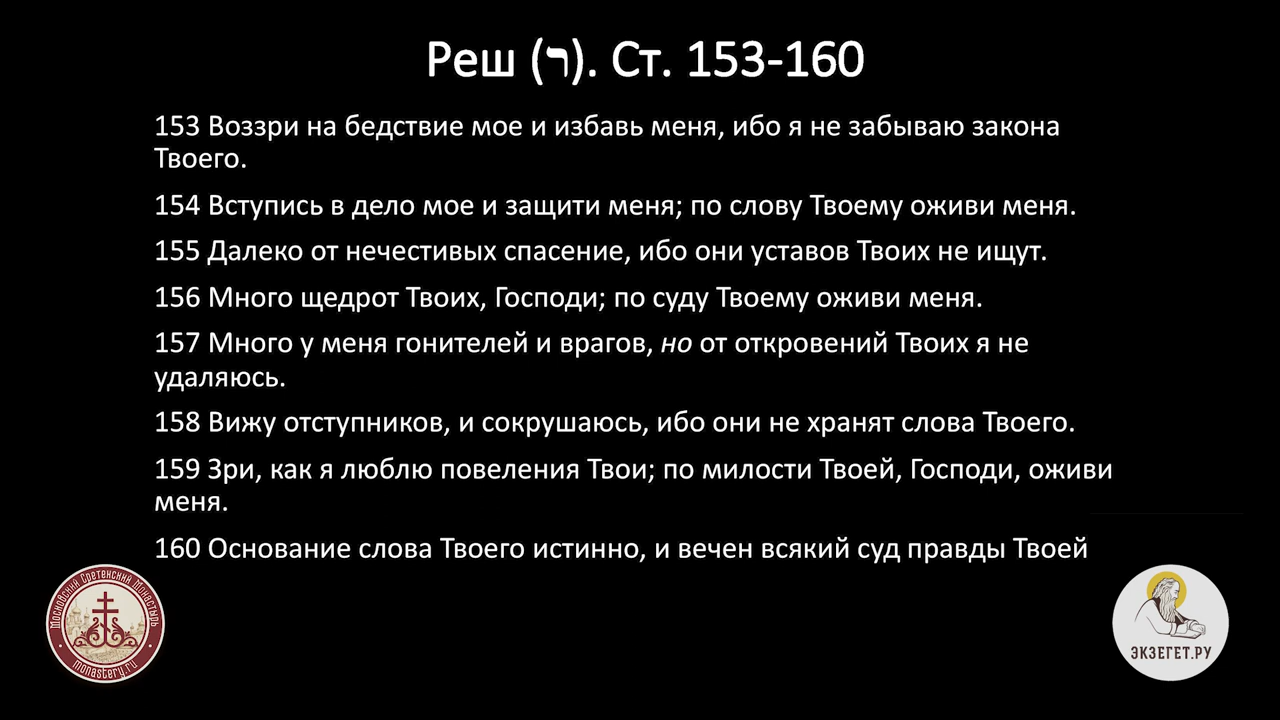 Реш (ר). Ст. 153-160
153 Воззри на бедствие мое и избавь меня, ибо я не забываю закона
Твоего.
154 Вступись в дело мое и защити меня; по слову Твоему оживи меня.
155 Далеко от нечестивых спасение, ибо они уставов Твоих не ищут.
156 Много щедрот Твоих, Господи; по суду Твоему оживи меня.
157 Много у меня гонителей и врагов, но от откровений Твоих я не
удаляюсь.
158 Вижу отступников, и сокрушаюсь, ибо они не хранят слова Твоего.
159 Зри, как я люблю повеления Твои; по милости Твоей, Господи, оживи
меня.
160 Основание слова Твоего истинно, и вечен всякий суд правды Твоей
Московский Сретенский Монастырь
monastery.ru
ЭКЗЕГЕТ.РУ